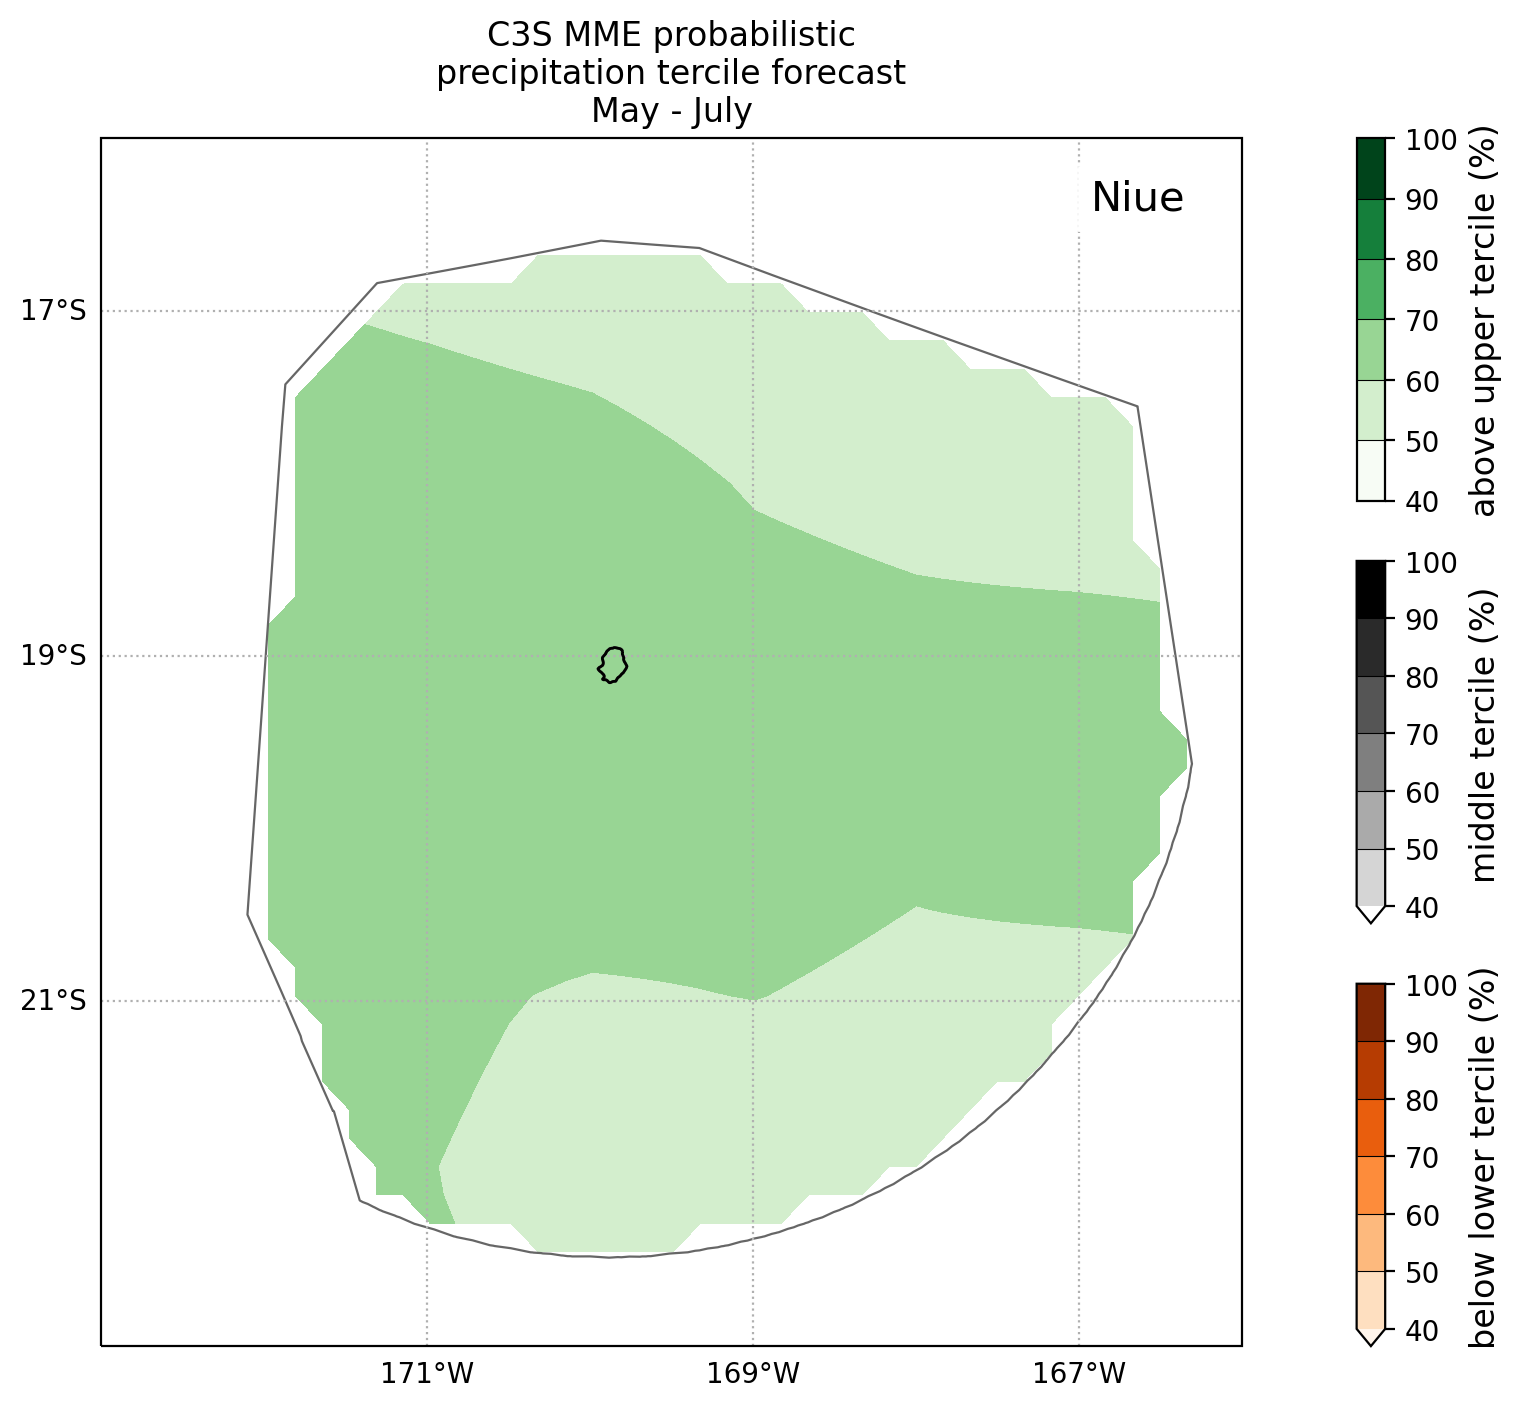 C3S MME probabilistic
precipitation tercile forecast
May - July
Niue
17°S
19°S
21°S
171°W
169°W
167°W
100
90
80
70
60
50
40
above upper tercile (%)
100
90
80
70
60
50
40
middle tercile (%)
100
90
80
70
60
50
40
below lower tercile (%)